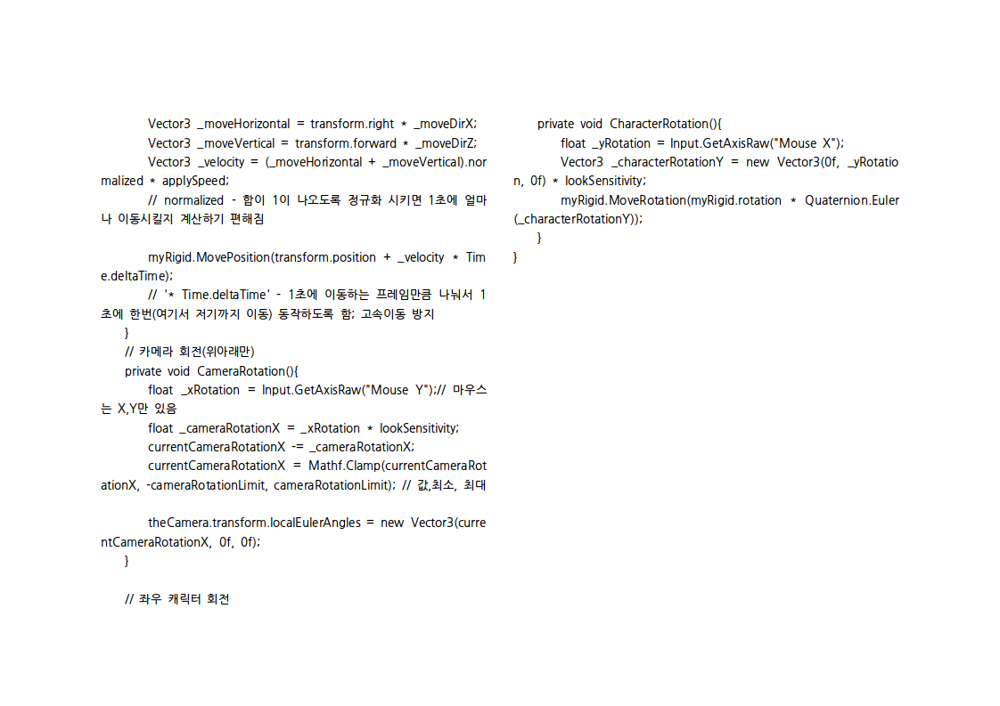 Vector3 _moveHorizontal = transform.right * _moveDirX;
Vector3 _moveVertical = transform.forward * _moveDirZ;
Vector3 _velocity = (_moveHorizontal + _moveVertical).nor
malized * applySpeed;
// normalized - 합이 1이 나오도록 정규화 시키면 1초에 얼마
나 이동시킬지 계산하기 편해짐
myRigid.MovePosition(transform.position + _velocity * Tim
e.deltaTime);
// '* Time.deltaTime' - 1초에 이동하는 프레임만큼 나눠서 1
초에 한번(여기서 저기까지 이동) 동작하도록 함; 고속이동 방지
}
// 카메라 회전(위아래만)
private void CameraRotation(){
float _xRotation = Input.GetAxisRaw("Mouse Y");// 마우스
는 X,Y만 있음
float _cameraRotationX = _xRotation * lookSensitivity;
currentCameraRotationX -= _cameraRotationX;
currentCameraRotationX = Mathf.Clamp(currentCameraRot
ationX, -cameraRotationLimit, cameraRotationLimit); // 값,최소, 최대
theCamera.transform.localEulerAngles = new Vector3(curre
ntCameraRotationX, 0f, 0f);
}
// 좌우 캐릭터 회전
private void CharacterRotation(){
float _yRotation = Input.GetAxisRaw("Mouse X");
Vector3 _characterRotationY = new Vector3(0f, _yRotatio
n, 0f) * lookSensitivity;
myRigid.MoveRotation(myRigid.rotation * Quaternion.Euler
(_characterRotationY));
}
}